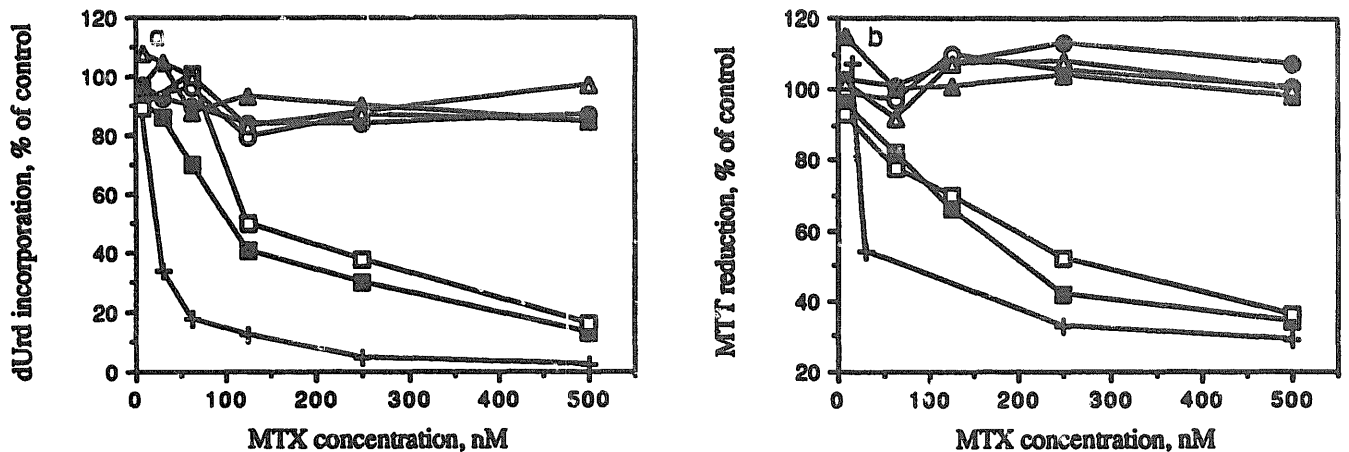 a
dUrd incorporation, % of control
120
100
80
60
40
20
0
0 100 200 300 400 500
MTX concentration, nM
b
MTT reduction, % of control
120
100
80
60
40
20
0 100 200 300 400 500
MTX concentration, nM